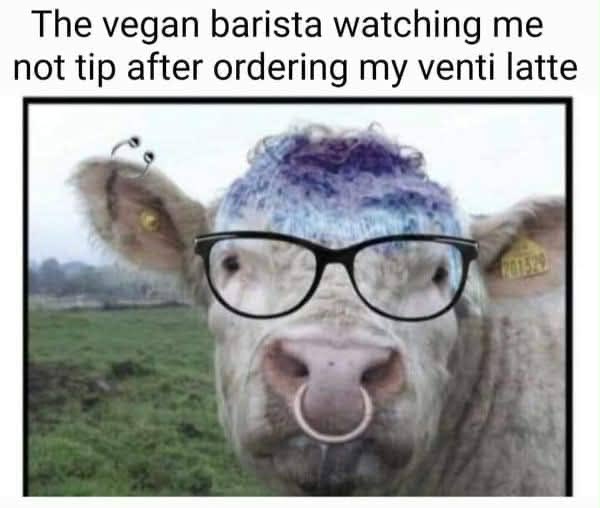 The vegan barista watching me
not tip after ordering my venti latte